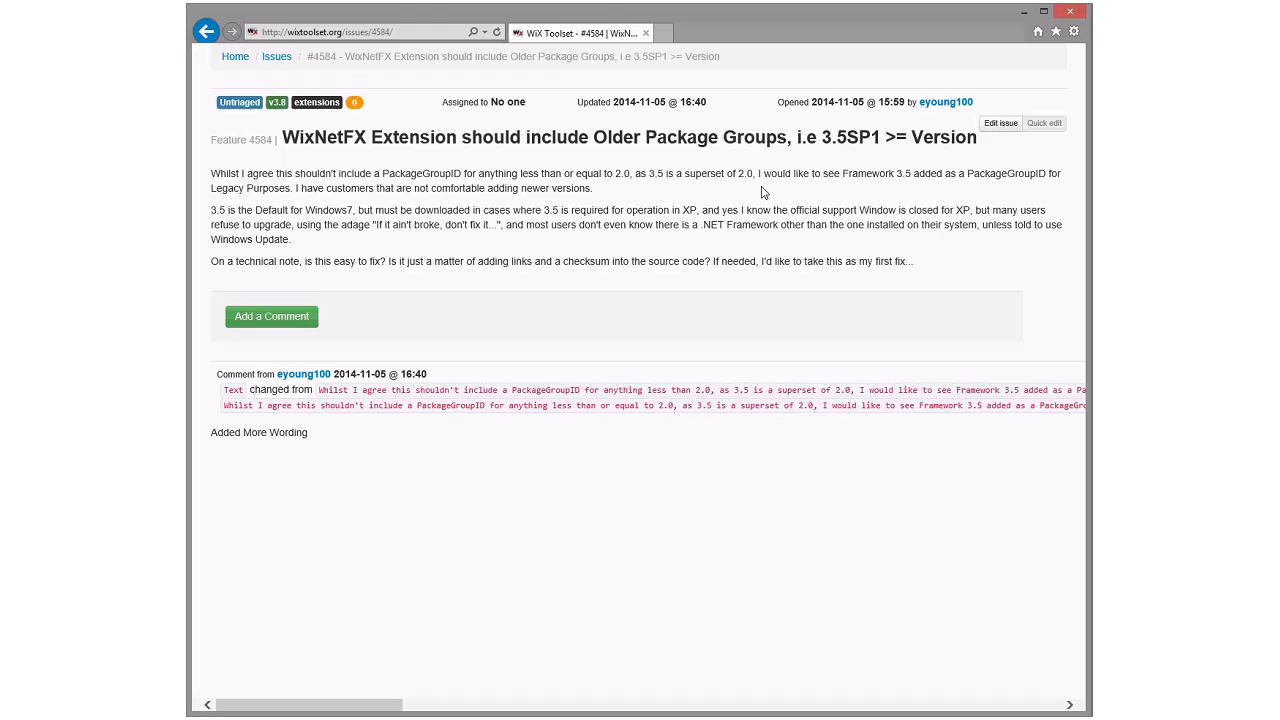 http://wixtoolset.org/issues/4584/
WiX Toolset - #4584 | WixN...
Home / Issues / #4584 - WixNetFX Extension should include Older Package Groups, i.e 3.5SP1 >= Version
Untriaged v3.8 extensions 0 Assigned to No one Updated 2014-11-05 @ 16:40 Opened 2014-11-05 @ 15:59 by eyoung100
Edit issue Quick edit
Feature 4584 | WixNetFX Extension should include Older Package Groups, i.e 3.5SP1 >= Version
Whilst I agree this shouldn't include a PackageGroupID for anything less than or equal to 2.0, as 3.5 is a superset of 2.0, I would like to see Framework 3.5 added as a PackageGroupID for
Legacy Purposes. I have customers that are not comfortable adding newer versions.
3.5 is the Default for Windows7, but must be downloaded in cases where 3.5 is required for operation in XP, and yes I know the official support Window is closed for XP, but many users
refuse to upgrade, using the adage "If it ain't broke, don't fix it...", and most users don't even know there is a .NET Framework other than the one installed on their system, unless told to use
Windows Update.
On a technical note, is this easy to fix? Is it just a matter of adding links and a checksum into the source code? If needed, I'd like to take this as my first fix...
Add a Comment
Comment from eyoung100 2014-11-05 @ 16:40
Text changed from Whilst I agree this shouldn't include a PackageGroupID for anything less than 2.0, as 3.5 is a superset of 2.0, I would like to see Framework 3.5 added as a Pa
Whilst I agree this shouldn't include a PackageGroupID for anything less than or equal to 2.0, as 3.5 is a superset of 2.0, I would like to see Framework 3.5 added as a PackageGro
Added More Wording